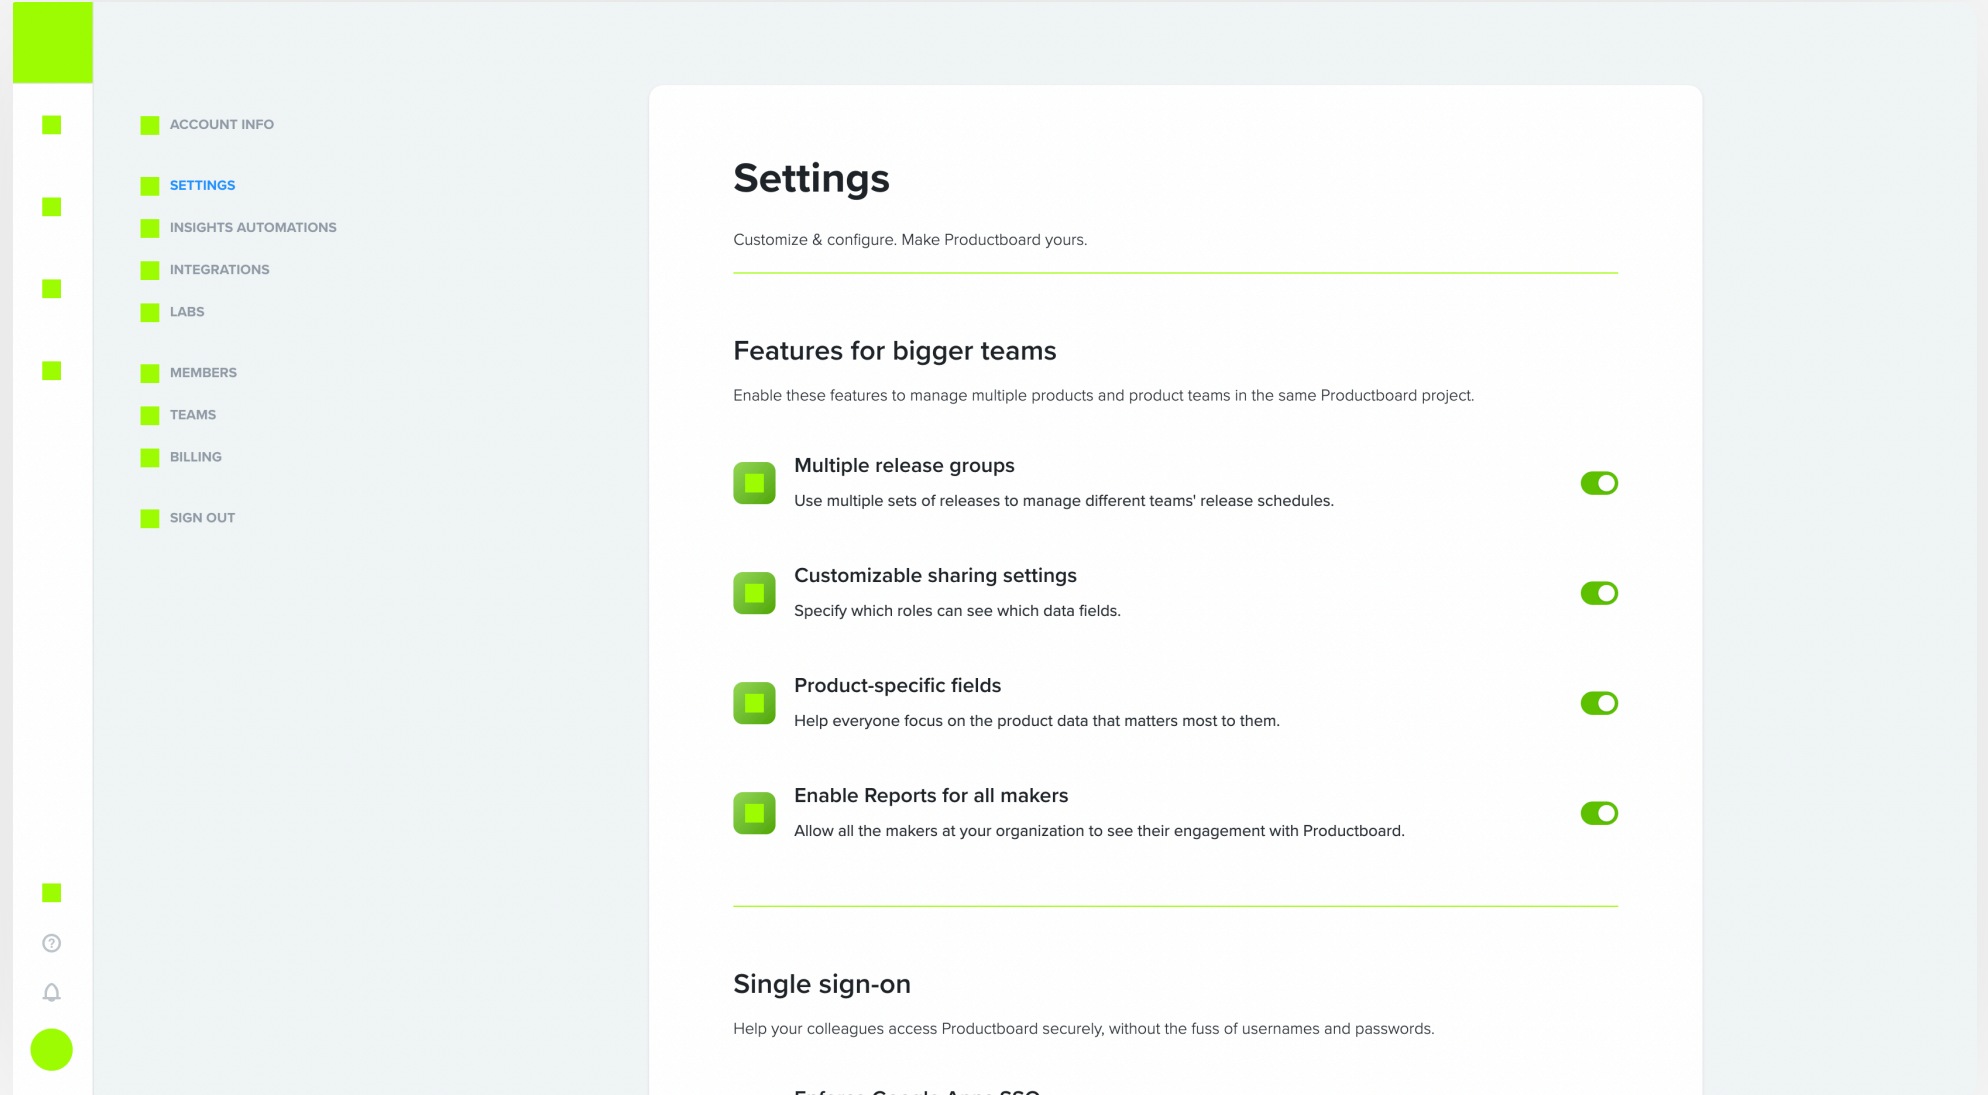 ACCOUNT INFO
SETTINGS
INSIGHTS AUTOMATIONS
INTEGRATIONS
LABS
MEMBERS
TEAMS
BILLING
SIGN OUT
Settings
Customize & configure. Make Productboard yours.
Features for bigger teams
Enable these features to manage multiple products and product teams in the same Productboard project.
Multiple release groups
Use multiple sets of releases to manage different teams' release schedules.
Customizable sharing settings
Specify which roles can see which data fields.
Product-specific fields
Help everyone focus on the product data that matters most to them.
Enable Reports for all makers
Allow all the makers at your organization to see their engagement with Productboard.
Single sign-on
Help your colleagues access Productboard securely, without the fuss of usernames and passwords.
Enforce Google Apps SSO